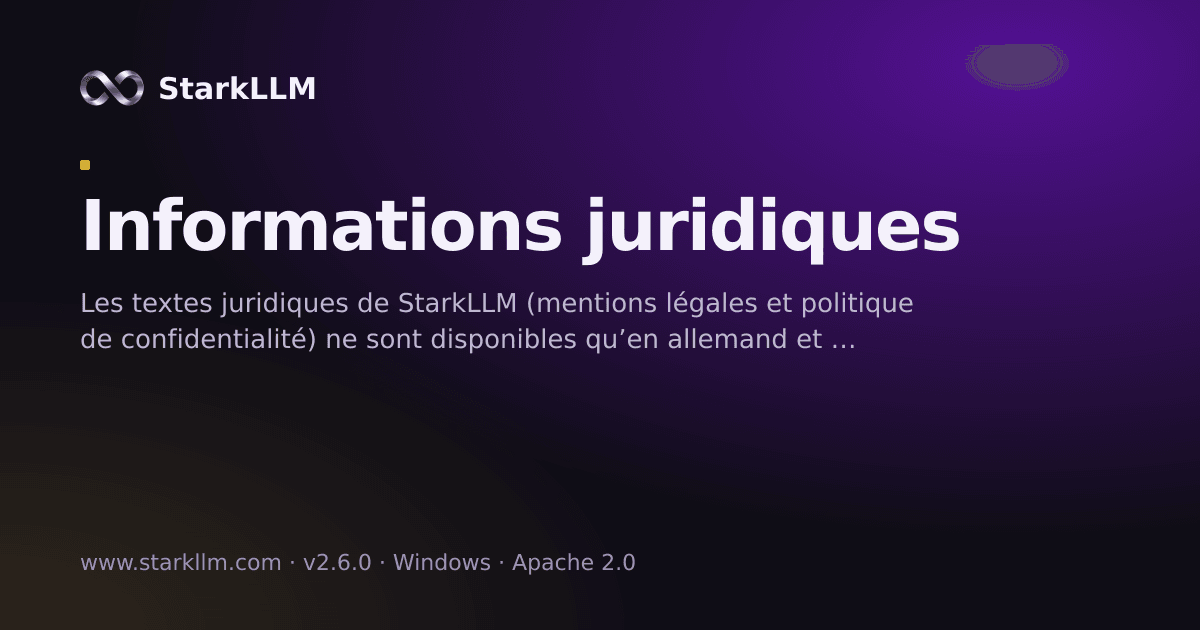 StarkLLM
Informations juridiques
Les textes juridiques de StarkLLM (mentions légales et politique
de confidentialité) ne sont disponibles qu’en allemand et …
www.starkllm.com · v2.6.0 · Windows · Apache 2.0